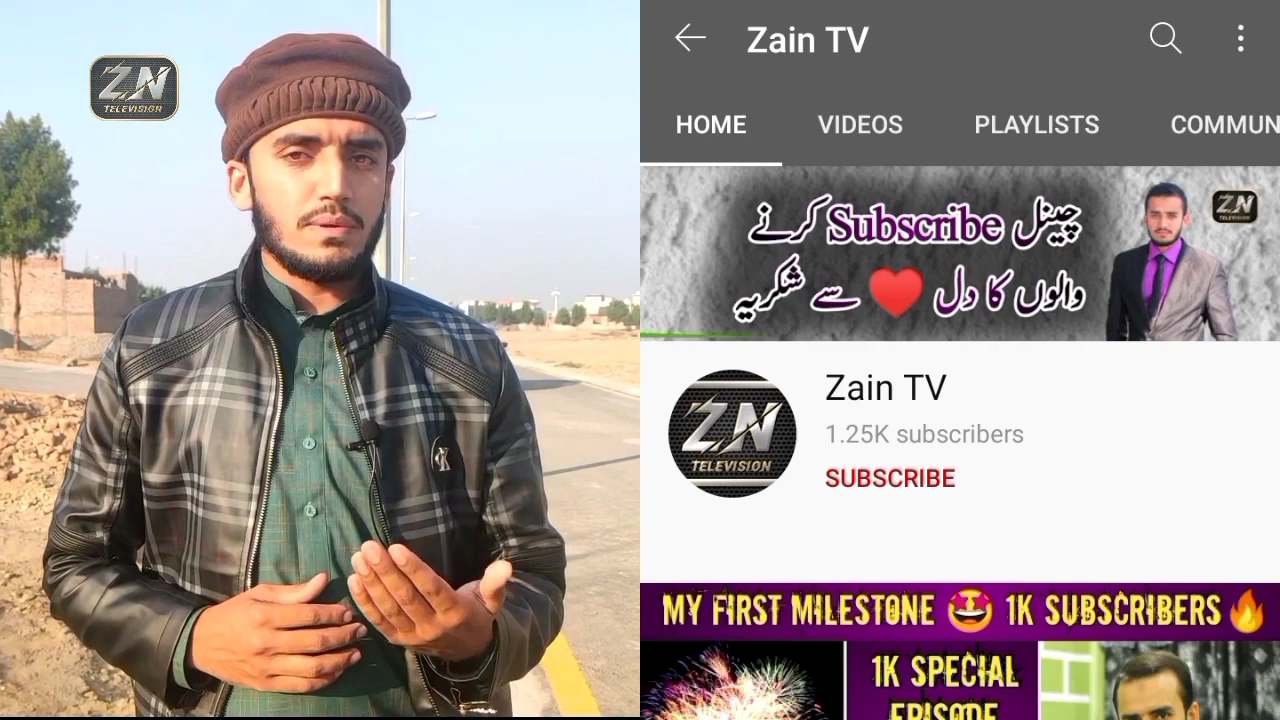 ZN
TELEVISION
Zain TV
HOME VIDEOS PLAYLISTS COMMUN
چینل Subscribe کرنے
والوں کا دل ❤️ سے شکریہ
ZN
TELEVISION
ZN
TELEVISION
Zain TV
1.25K subscribers
SUBSCRIBE
MY FIRST MILESTONE 🤩 1K SUBSCRIBERS🔥
1K SPECIAL
EPISODE